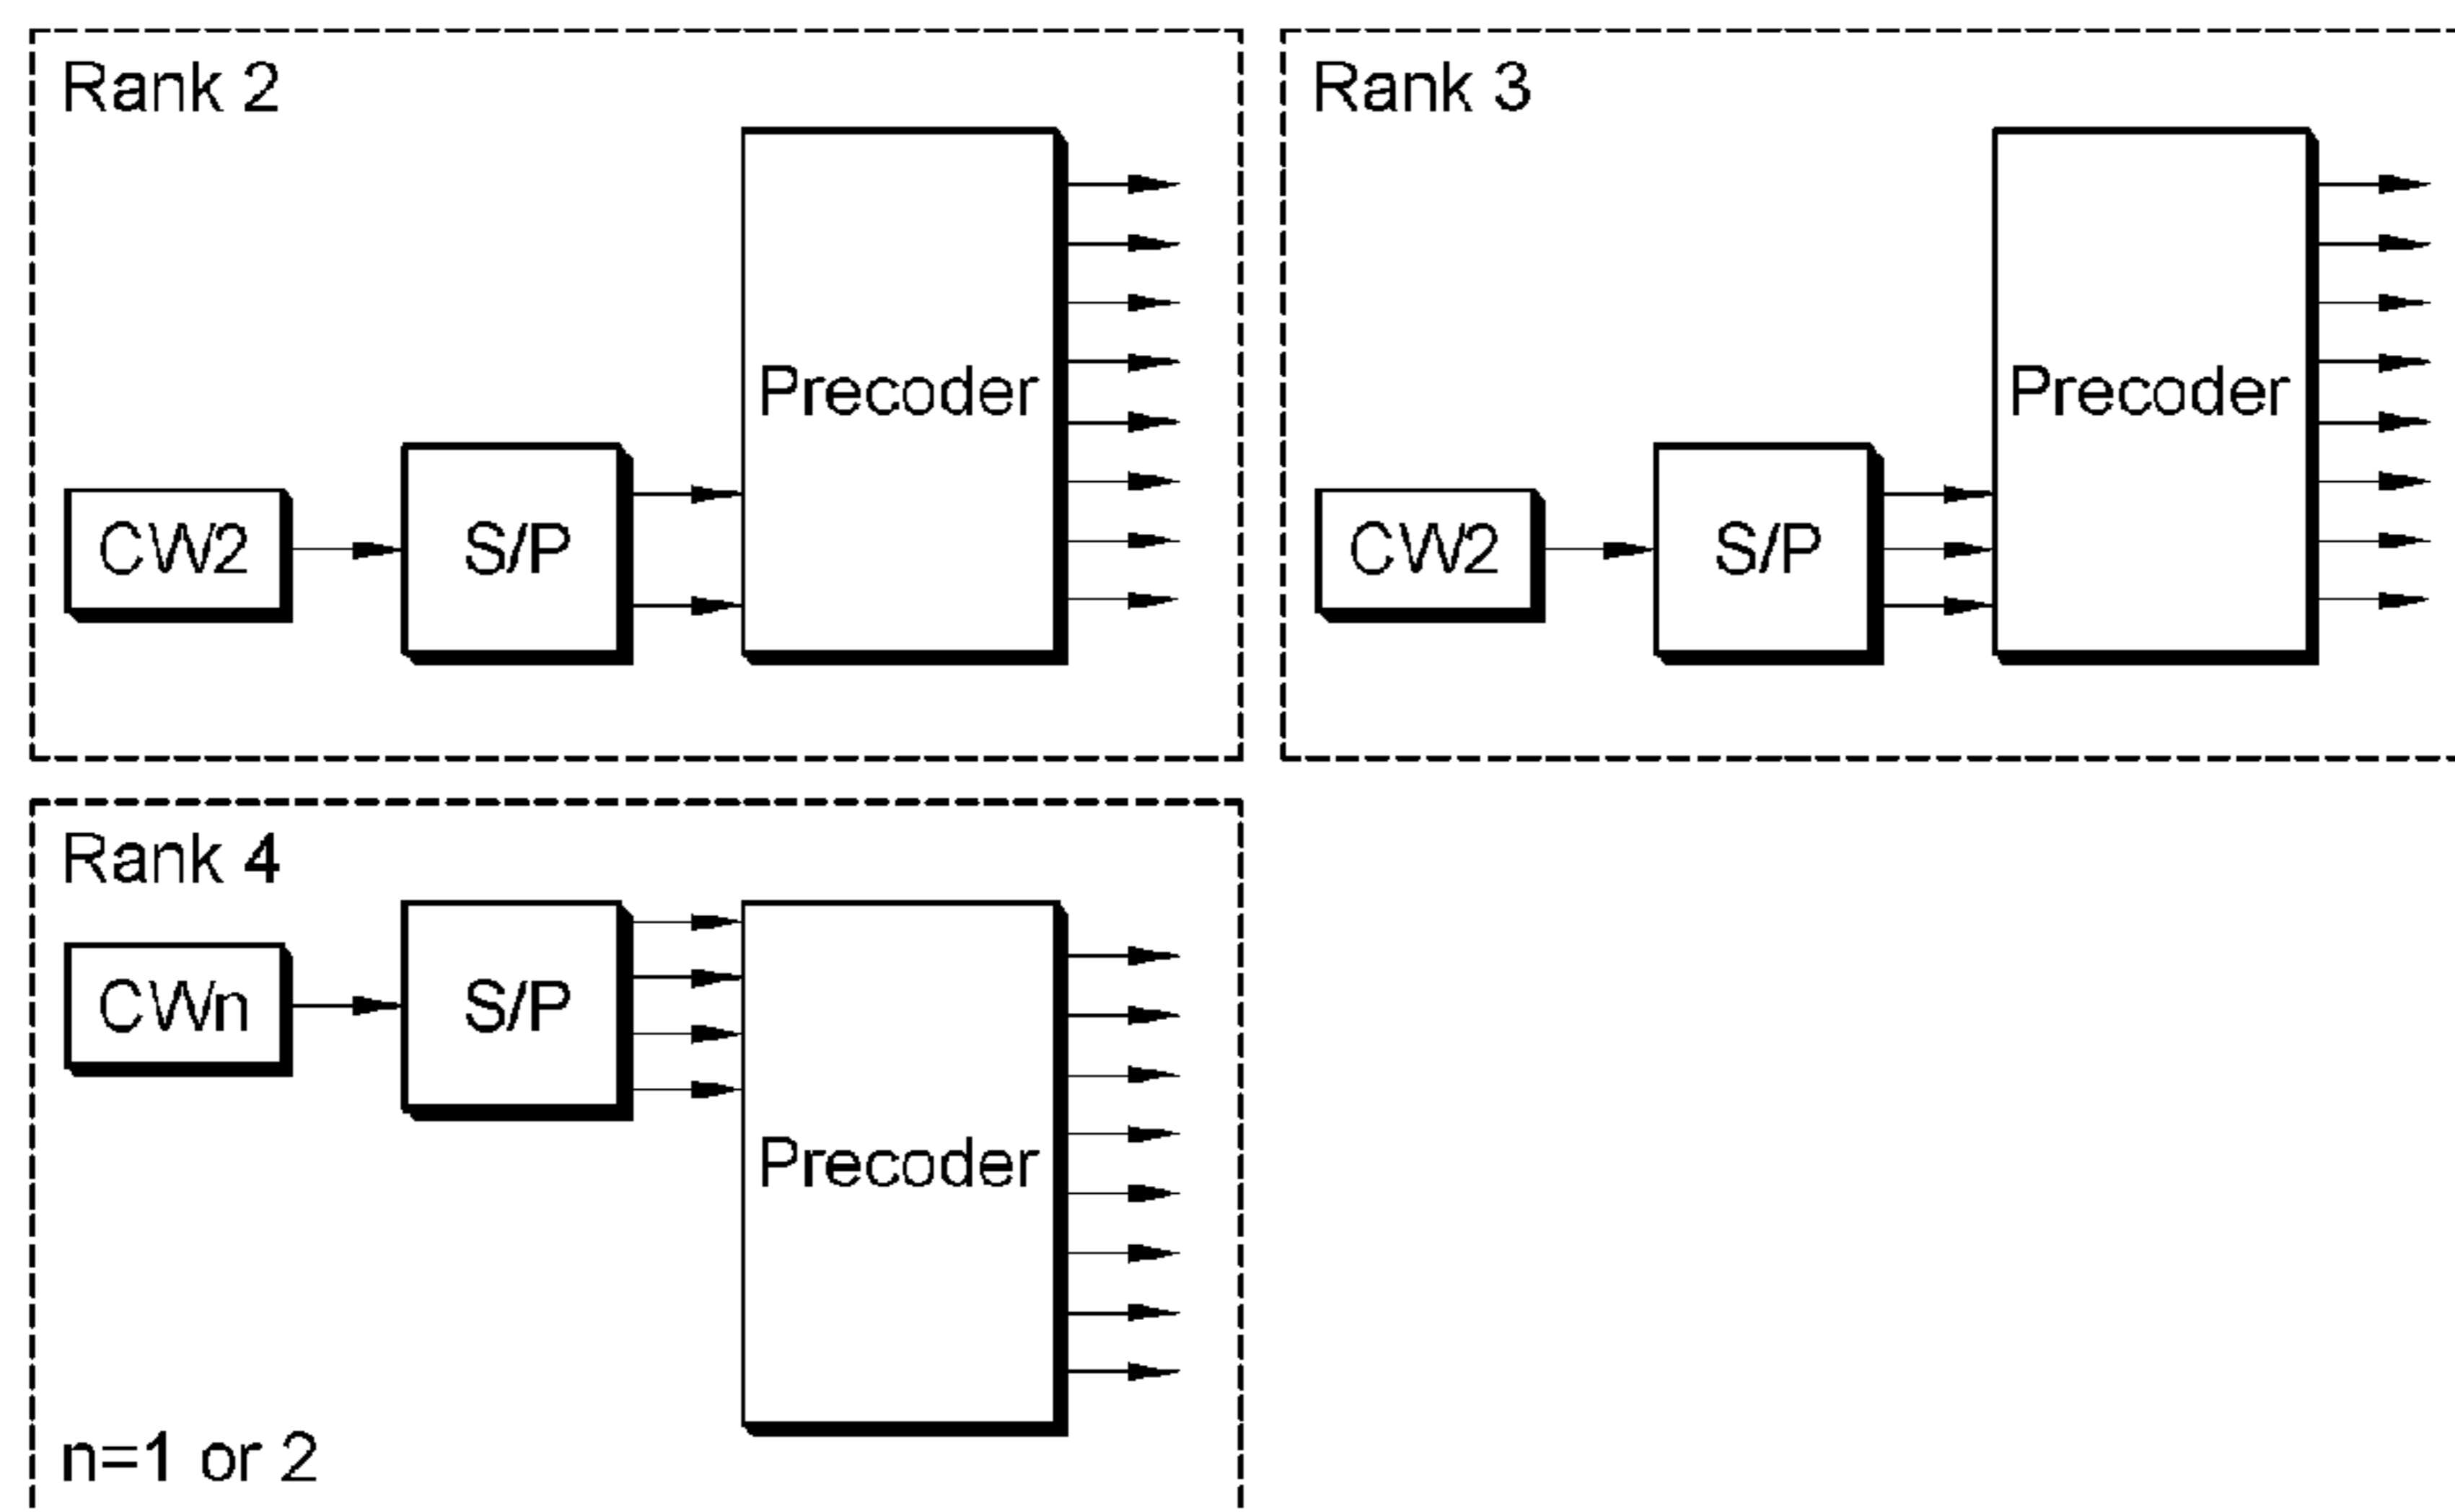 Rank 2
Precoder
CW2
S/P
Rank 3
Precoder
CW2
S/P
Rank 4
CWn
S/P
Precoder
n=1 or 2